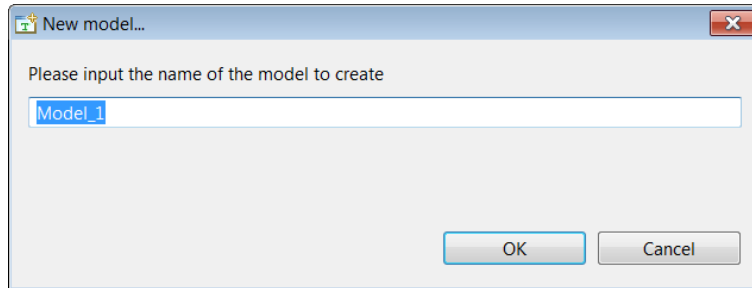 New model...
Please input the name of the model to create
Model_1
OK
Cancel